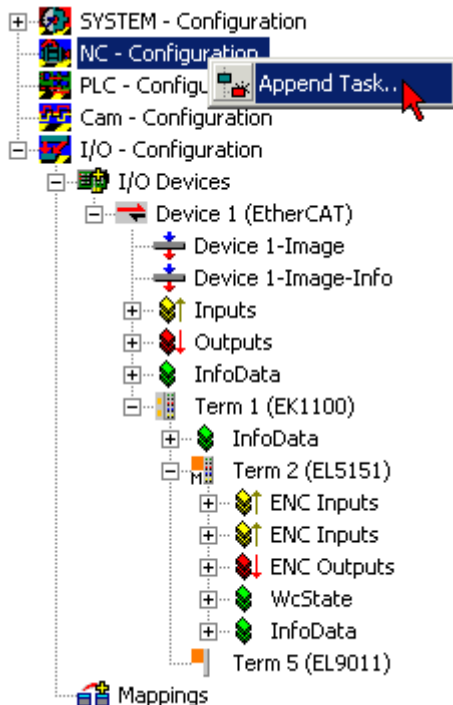 SYSTEM - Configuration
NC - Configuration
Append Task..
PLC - Configu
Cam - Configuration
I/O - Configuration
I/O Devices
Device 1 (EtherCAT)
Device 1-Image
Device 1-Image-Info
Inputs
Outputs
InfoData
Term 1 (EK1100)
InfoData
Term 2 (EL5151)
ENC Inputs
ENC Inputs
ENC Outputs
WcState
InfoData
Term 5 (EL9011)
Mappings